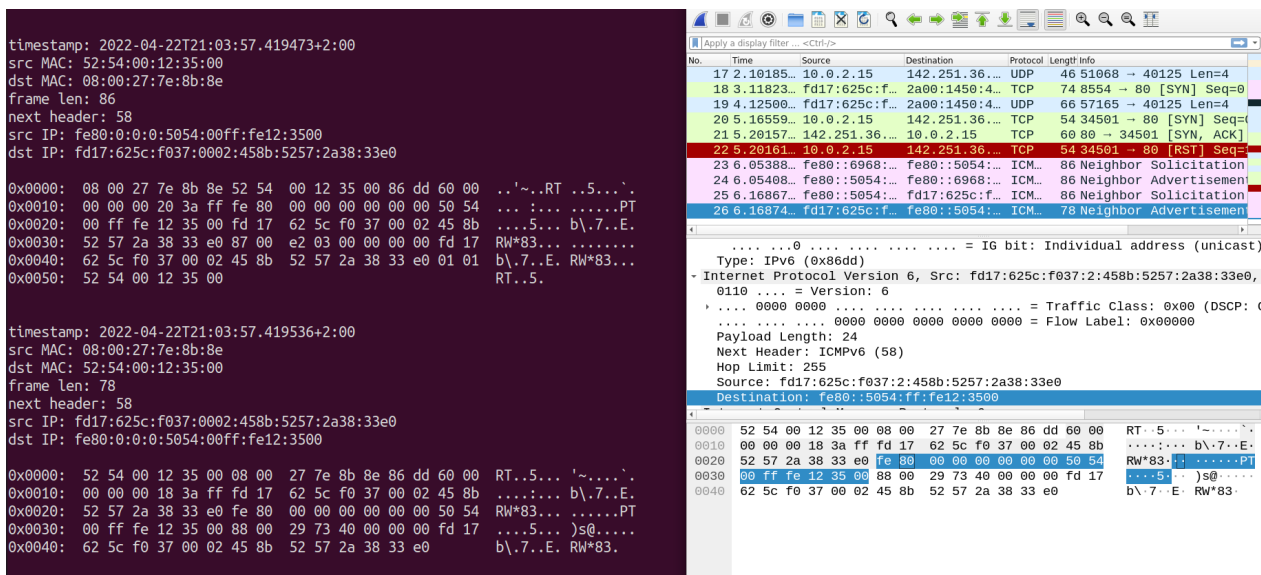 timestamp: 2022-04-22T21:03:57.419473+2:00
src MAC: 52:54:00:12:35:00
dst MAC: 08:00:27:7e:8b:8e
frame len: 86
next header: 58
src IP: fe80:0:0:0:5054:00ff:fe12:3500
dst IP: fd17:625c:f037:0002:458b:5257:2a38:33e0
0x0000: 08 00 27 7e 8b 8e 52 54 00 12 35 00 86 dd 60 00 ..'~..RT ..5...`.
0x0010: 00 00 00 20 3a ff fe 80 00 00 00 00 00 00 50 54 ... :... ......PT
0x0020: 00 ff fe 12 35 00 fd 17 62 5c f0 37 00 02 45 8b ....5... b\.7..E.
0x0030: 52 57 2a 38 33 e0 87 00 e2 03 00 00 00 00 fd 17 RW*83... ........
0x0040: 62 5c f0 37 00 02 45 8b 52 57 2a 38 33 e0 01 01 b\.7..E. RW*83...
0x0050: 52 54 00 12 35 00 RT..5.
timestamp: 2022-04-22T21:03:57.419536+2:00
src MAC: 08:00:27:7e:8b:8e
dst MAC: 52:54:00:12:35:00
frame len: 78
next header: 58
src IP: fd17:625c:f037:0002:458b:5257:2a38:33e0
dst IP: fe80:0:0:0:5054:00ff:fe12:3500
0x0000: 52 54 00 12 35 00 08 00 27 7e 8b 8e 86 dd 60 00 RT..5... '~....`.
0x0010: 00 00 00 18 3a ff fd 17 62 5c f0 37 00 02 45 8b ....:... b\.7..E.
0x0020: 52 57 2a 38 33 e0 fe 80 00 00 00 00 00 00 50 54 RW*83... ......PT
0x0030: 00 ff fe 12 35 00 88 00 29 73 40 00 00 00 fd 17 ....5... )s@.....
0x0040: 62 5c f0 37 00 02 45 8b 52 57 2a 38 33 e0 b\.7..E. RW*83.
Apply a display filter ... <Ctrl-/>
No. Time Source Destination Protocol Length Info
17 2.10185… 10.0.2.15 142.251.36.… UDP 46 51068 → 40125 Len=4
18 3.11823… fd17:625c:f… 2a00:1450:4… TCP 74 8554 → 80 [SYN] Seq=0
19 4.12500… fd17:625c:f… 2a00:1450:4… UDP 66 57165 → 40125 Len=4
20 5.16559… 10.0.2.15 142.251.36.… TCP 54 34501 → 80 [SYN] Seq=
21 5.20157… 142.251.36.… 10.0.2.15 TCP 60 80 → 34501 [SYN, ACK]
22 5.20161… 10.0.2.15 142.251.36.… TCP 54 34501 → 80 [RST] Seq=
23 6.05388… fe80::6968:… fe80::5054:… ICM… 86 Neighbor Solicitation
24 6.05408… fe80::5054:… fe80::6968:… ICM… 86 Neighbor Advertisemen
25 6.16867… fe80::5054:… fd17:625c:f… ICM… 86 Neighbor Solicitation
26 6.16874… fd17:625c:f… fe80::5054:… ICM… 78 Neighbor Advertisemen
.... ...0 .... .... .... .... = IG bit: Individual address (unicast)
Type: IPv6 (0x86dd)
Internet Protocol Version 6, Src: fd17:625c:f037:2:458b:5257:2a38:33e0,
0110 .... = Version: 6
.... 0000 0000 .... .... .... .... .... = Traffic Class: 0x00 (DSCP:
.... .... .... 0000 0000 0000 0000 0000 = Flow Label: 0x00000
Payload Length: 24
Next Header: ICMPv6 (58)
Hop Limit: 255
Source: fd17:625c:f037:2:458b:5257:2a38:33e0
Destination: fe80::5054:ff:fe12:3500
0000 52 54 00 12 35 00 08 00 27 7e 8b 8e 86 dd 60 00 RT··5··· '~····`·
0010 00 00 00 18 3a ff fd 17 62 5c f0 37 00 02 45 8b ····:··· b\·7··E·
0020 52 57 2a 38 33 e0 fe 80 00 00 00 00 00 00 50 54 RW*83··· ······PT
0030 00 ff fe 12 35 00 88 00 29 73 40 00 00 00 fd 17 ····5··· )s@·····
0040 62 5c f0 37 00 02 45 8b 52 57 2a 38 33 e0 b\·7··E· RW*83·